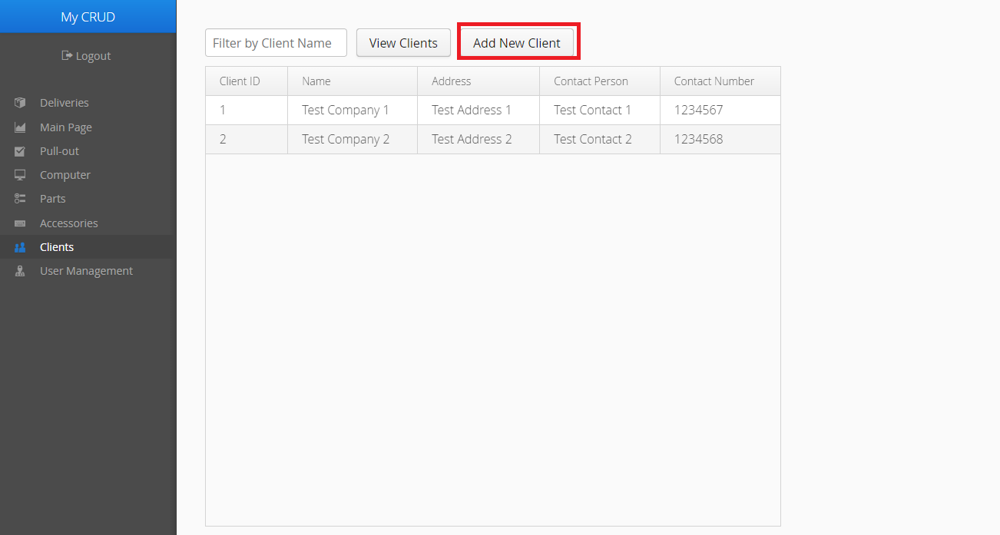 My CRUD
Logout
Deliveries
Main Page
Pull-out
Computer
Parts
Accessories
Clients
User Management
Filter by Client Name View Clients Add New Client
Client ID Name Address Contact Person Contact Number
1 Test Company 1 Test Address 1 Test Contact 1 1234567
2 Test Company 2 Test Address 2 Test Contact 2 1234568